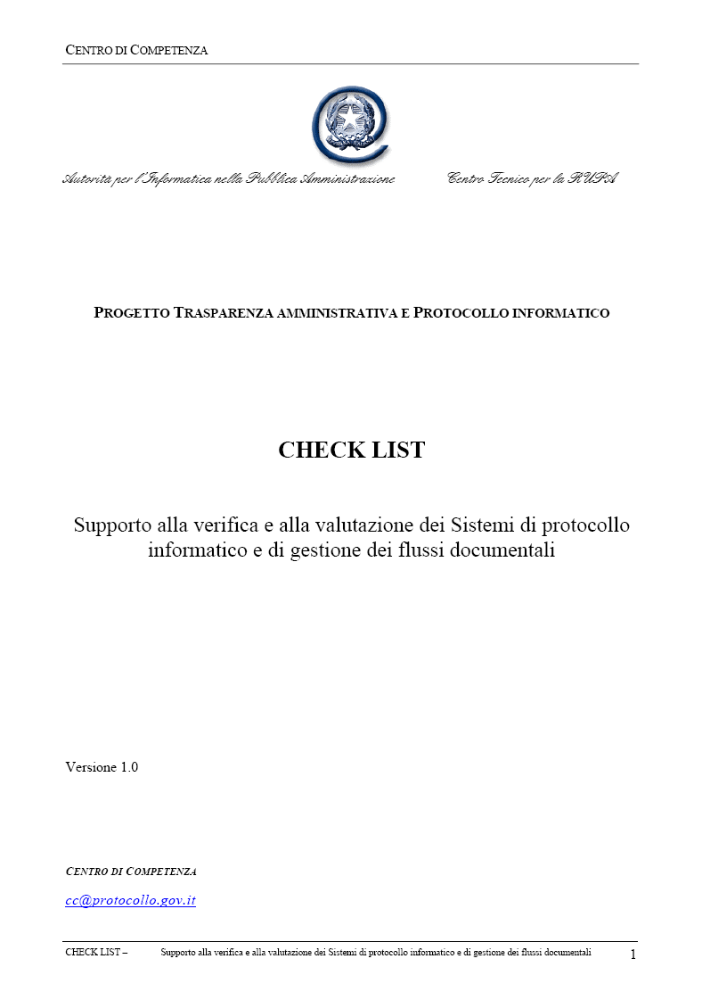 CENTRO DI COMPETENZA
Autorità per l'Informatica nella Pubblica Amministrazione Centro Tecnico per la RUPA
PROGETTO TRASPARENZA AMMINISTRATIVA E PROTOCOLLO INFORMATICO
CHECK LIST
Supporto alla verifica e alla valutazione dei Sistemi di protocollo
informatico e di gestione dei flussi documentali
Versione 1.0
CENTRO DI COMPETENZA
cc@protocollo.gov.it
CHECK LIST – Supporto alla verifica e alla valutazione dei Sistemi di protocollo informatico e di gestione dei flussi documentali 1